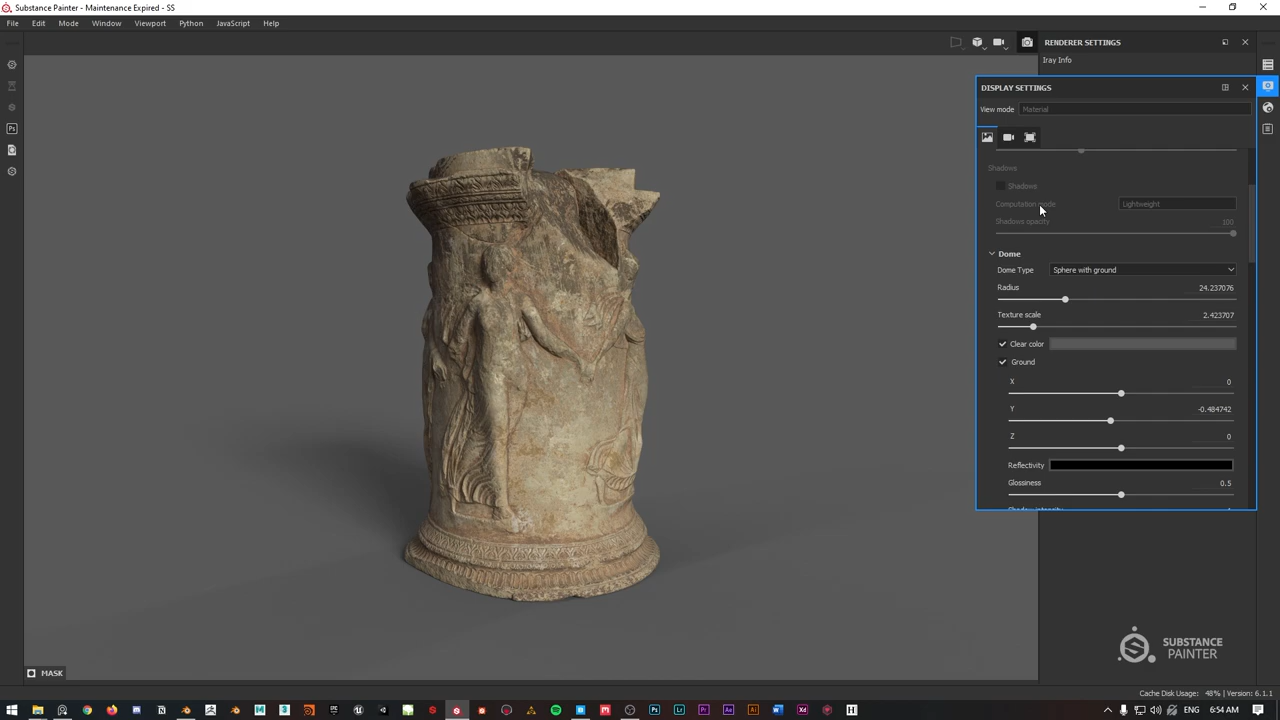 Substance Painter - Maintenance Expired - SS
File Edit Mode Window Viewport Python JavaScript Help
RENDERER SETTINGS
Iray Info
DISPLAY SETTINGS
View mode Material
Shadows
Shadows
Computation mode Lightweight
Shadows opacity 100
Dome
Dome Type Sphere with ground
Radius 24.237076
Texture scale 2.423707
Clear color
Ground
X 0
Y -0.484742
Z 0
Reflectivity
Glossiness 0.5
SUBSTANCE
PAINTER
MASK
Cache Disk Usage: 48% | Version: 6.1.1
ENG 6:54 AM